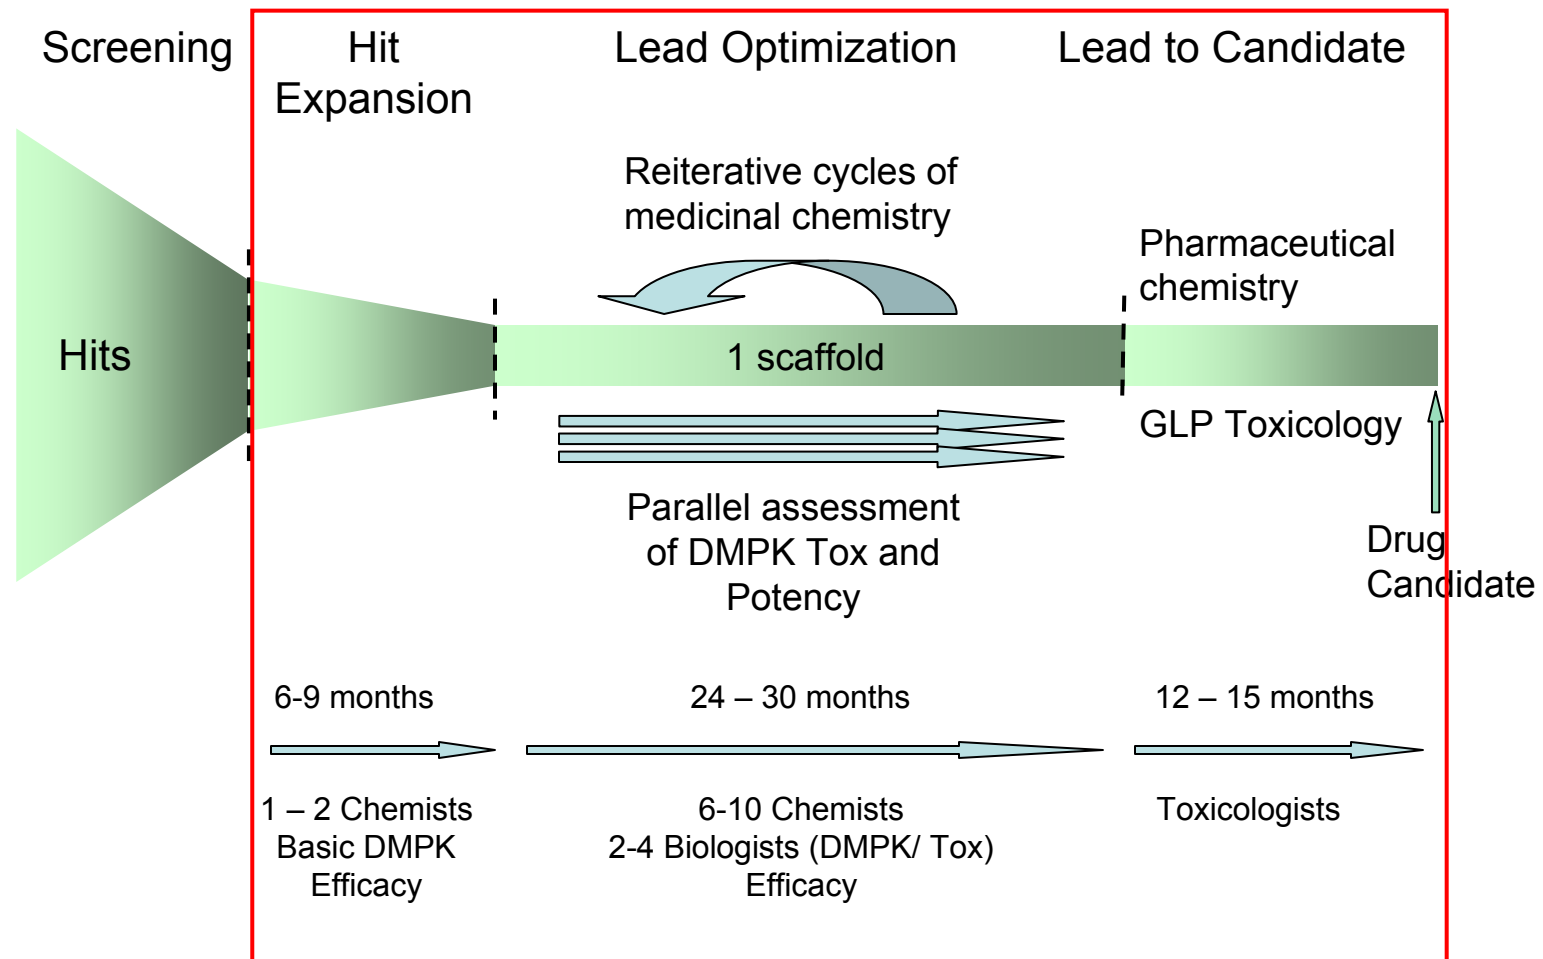 Screening
Hit
Expansion
Lead Optimization
Lead to Candidate
Reiterative cycles of
medicinal chemistry
Pharmaceutical
chemistry
Hits
1 scaffold
GLP Toxicology
Parallel assessment
of DMPK Tox and
Potency
Drug
Candidate
6-9 months
24 – 30 months
12 – 15 months
1 – 2 Chemists
Basic DMPK
Efficacy
6-10 Chemists
2-4 Biologists (DMPK/ Tox)
Efficacy
Toxicologists